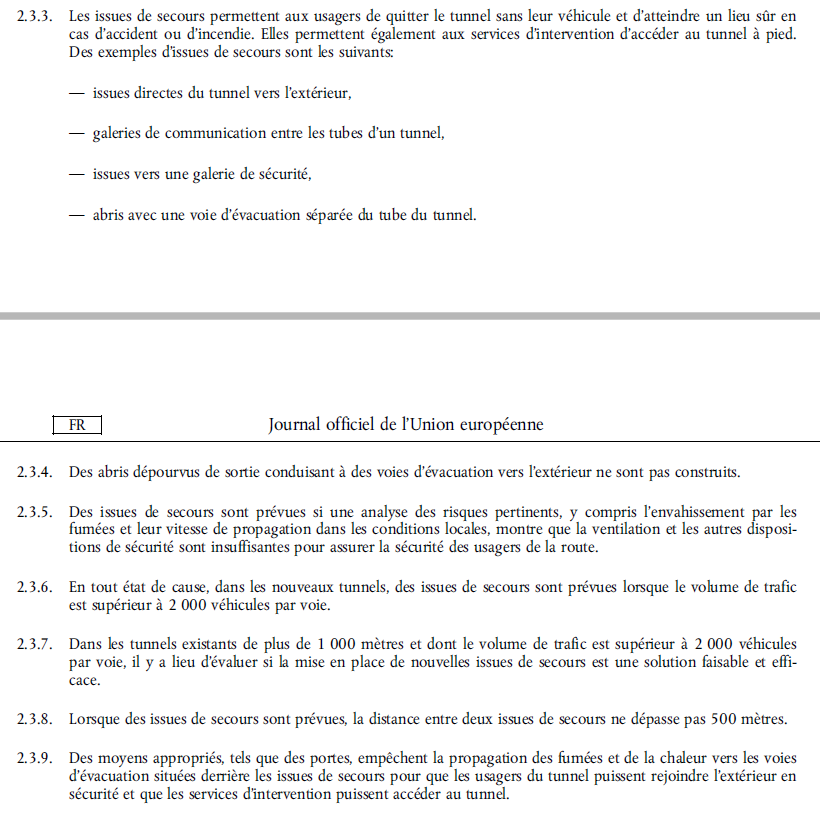 2.3.3. Les issues de secours permettent aux usagers de quitter le tunnel sans leur véhicule et d'atteindre un lieu sûr en
cas d'accident ou d'incendie. Elles permettent également aux services d'intervention d'accéder au tunnel à pied.
Des exemples d'issues de secours sont les suivants:
— issues directes du tunnel vers l'extérieur,
— galeries de communication entre les tubes d'un tunnel,
— issues vers une galerie de sécurité,
— abris avec une voie d'évacuation séparée du tube du tunnel.
FR Journal officiel de l'Union européenne
2.3.4. Des abris dépourvus de sortie conduisant à des voies d'évacuation vers l'extérieur ne sont pas construits.
2.3.5. Des issues de secours sont prévues si une analyse des risques pertinents, y compris l'envahissement par les
fumées et leur vitesse de propagation dans les conditions locales, montre que la ventilation et les autres disposi-
tions de sécurité sont insuffisantes pour assurer la sécurité des usagers de la route.
2.3.6. En tout état de cause, dans les nouveaux tunnels, des issues de secours sont prévues lorsque le volume de trafic
est supérieur à 2 000 véhicules par voie.
2.3.7. Dans les tunnels existants de plus de 1 000 mètres et dont le volume de trafic est supérieur à 2 000 véhicules
par voie, il y a lieu d'évaluer si la mise en place de nouvelles issues de secours est une solution faisable et effi-
cace.
2.3.8. Lorsque des issues de secours sont prévues, la distance entre deux issues de secours ne dépasse pas 500 mètres.
2.3.9. Des moyens appropriés, tels que des portes, empêchent la propagation des fumées et de la chaleur vers les voies
d'évacuation situées derrière les issues de secours pour que les usagers du tunnel puissent rejoindre l'extérieur en
sécurité et que les services d'intervention puissent accéder au tunnel.